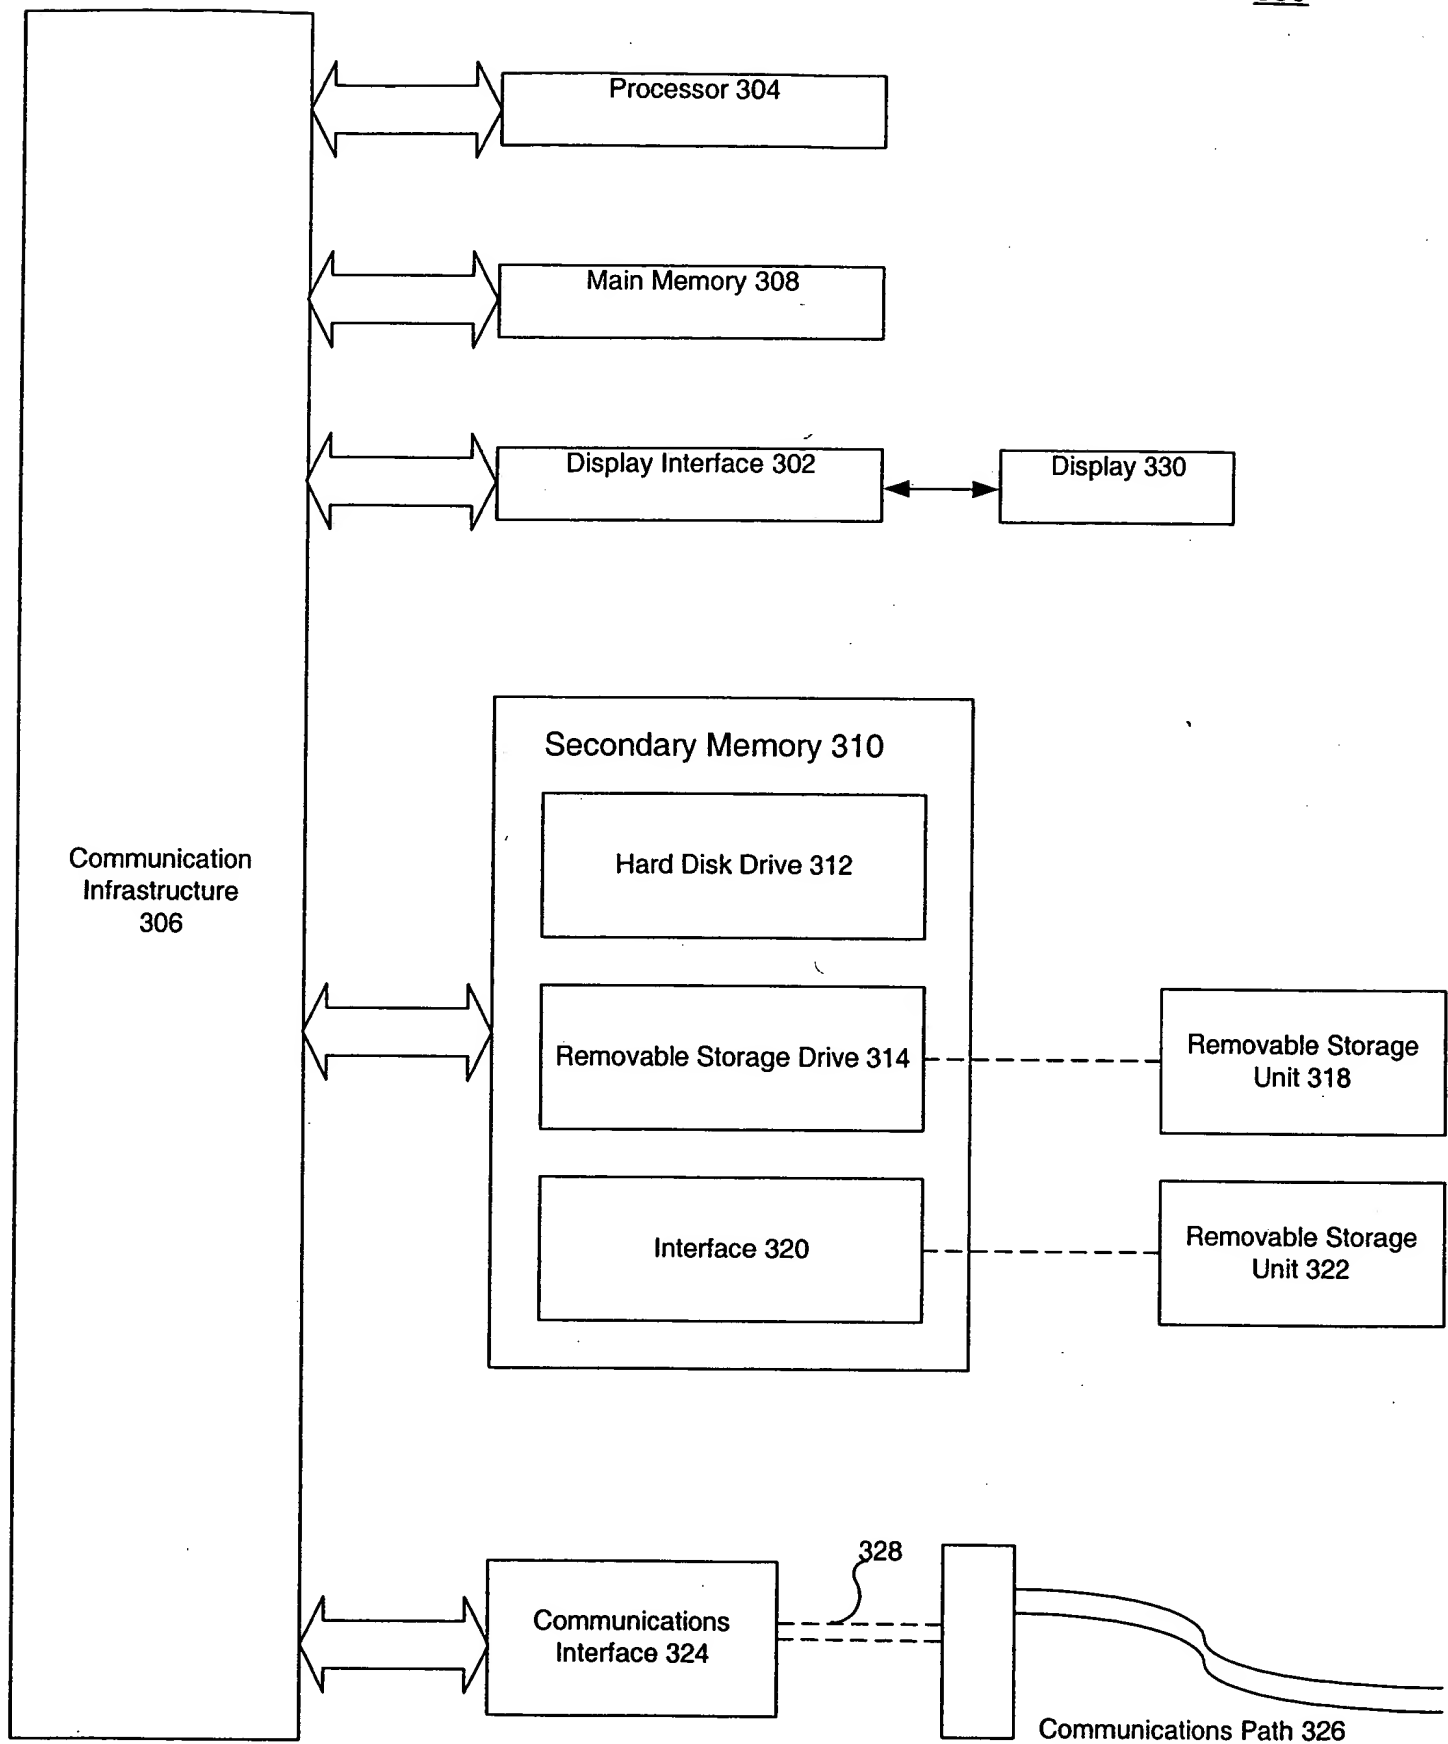 Processor 304
Main Memory 308
Display Interface 302
Display 330
Secondary Memory 310
Hard Disk Drive 312
Communication
Infrastructure
306
Removable Storage Drive 314
Removable Storage
Unit 318
Interface 320
Removable Storage
Unit 322
328
Communications
Interface 324
Communications Path 326